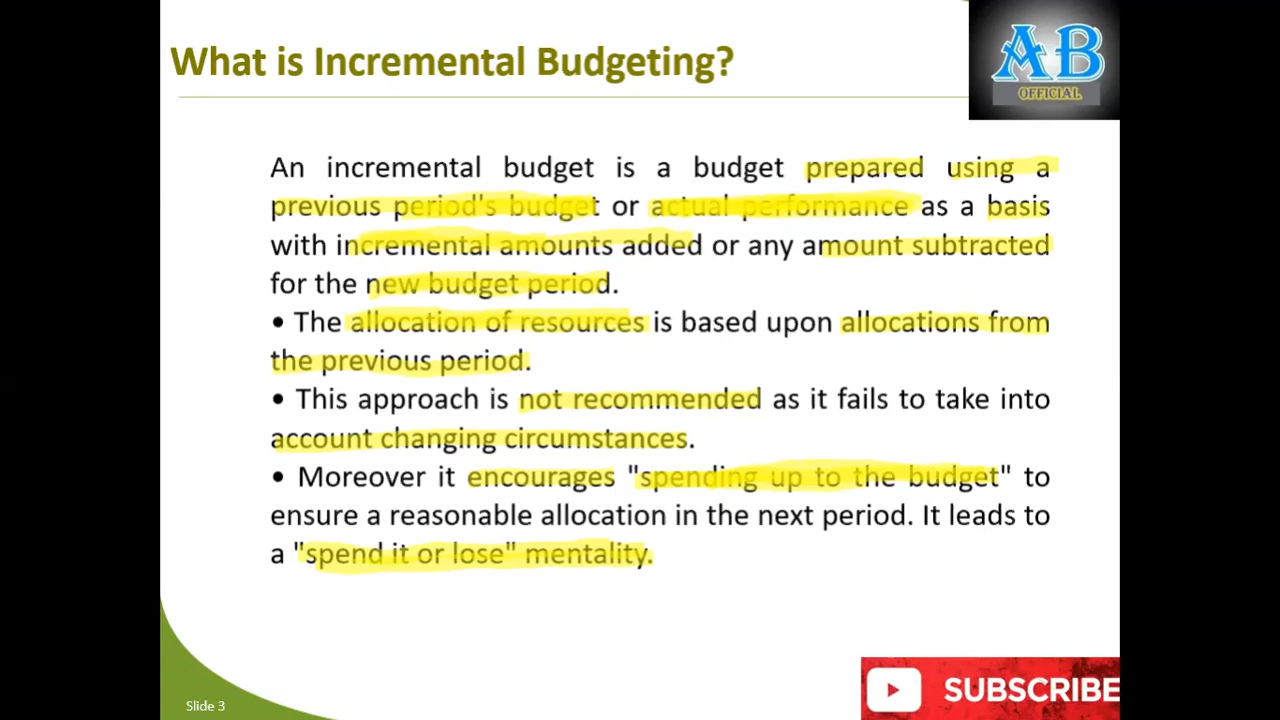 What is Incremental Budgeting?
AB
OFFICIAL
An incremental budget is a budget prepared using a
previous period's budget or actual performance as a basis
with incremental amounts added or any amount subtracted
for the new budget period.
• The allocation of resources is based upon allocations from
the previous period.
• This approach is not recommended as it fails to take into
account changing circumstances.
• Moreover it encourages "spending up to the budget" to
ensure a reasonable allocation in the next period. It leads to
a "spend it or lose" mentality.
Slide 3
SUBSCRIBE